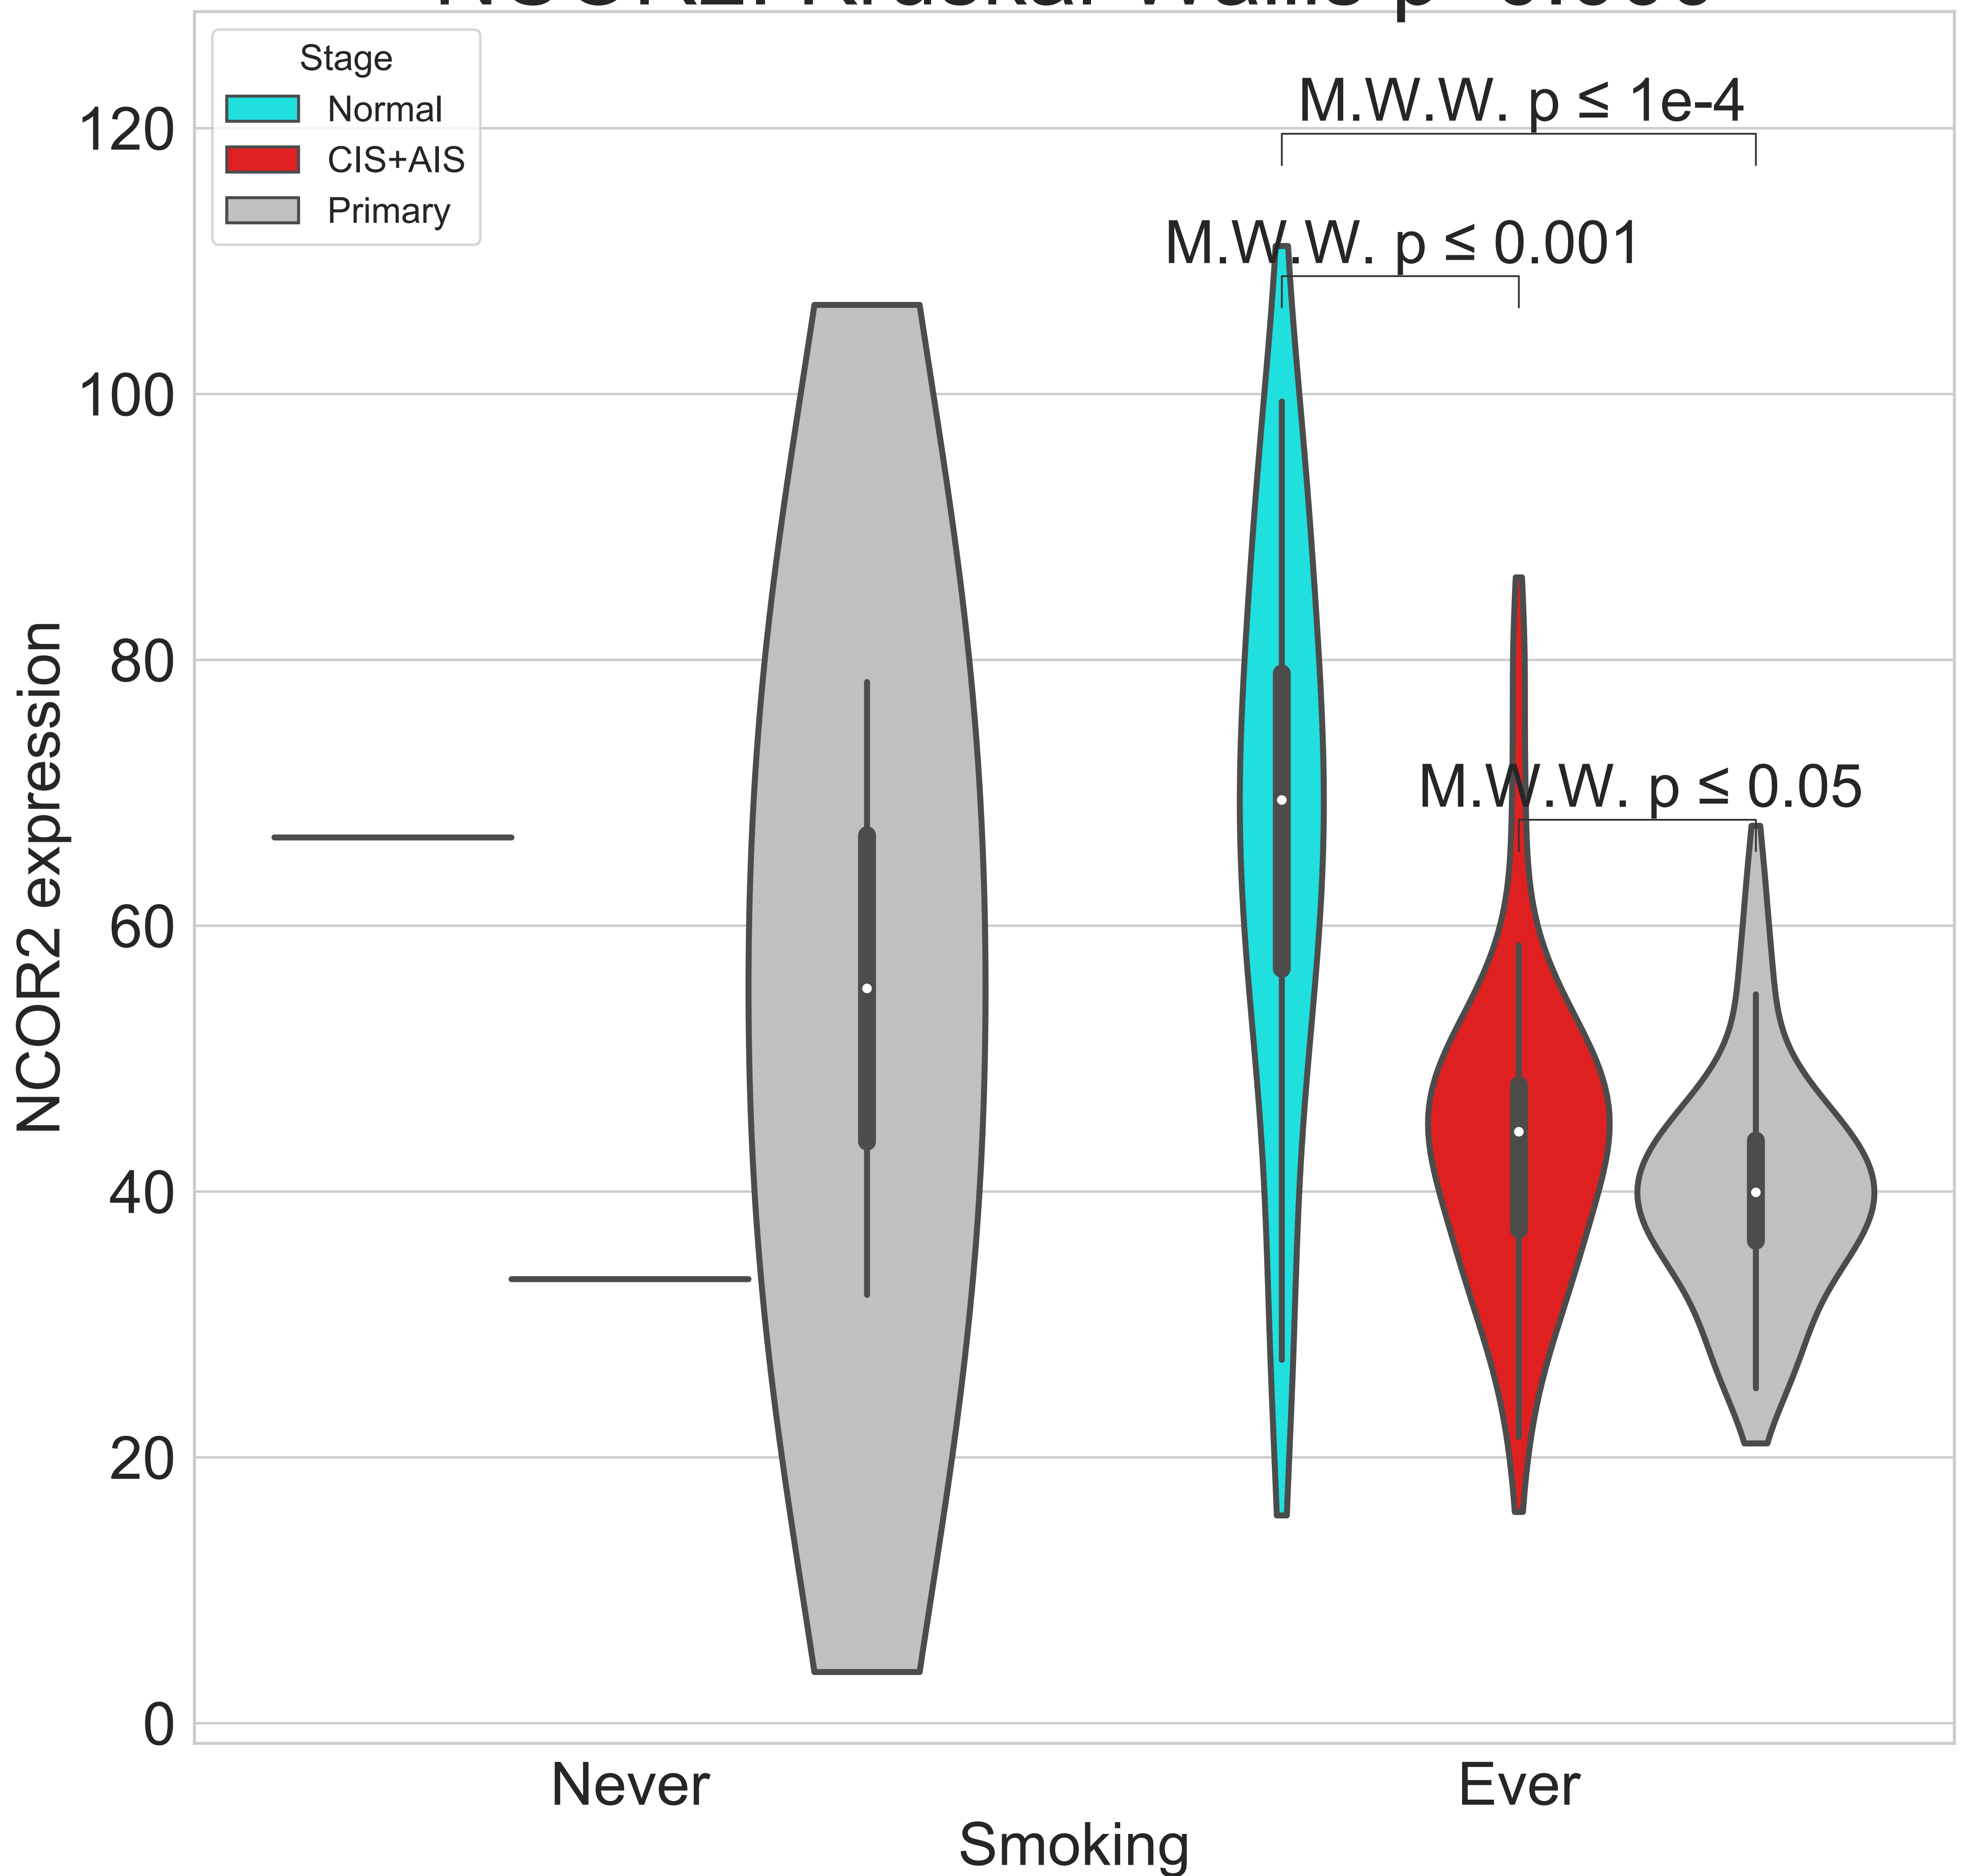 Stage
Normal
CIS+AIS
Primary
M.W.W. p ≤ 1e-4
M.W.W. p ≤ 0.001
M.W.W. p ≤ 0.05
120
100
80
60
40
20
0
NCOR2 expression
Never
Ever
Smoking